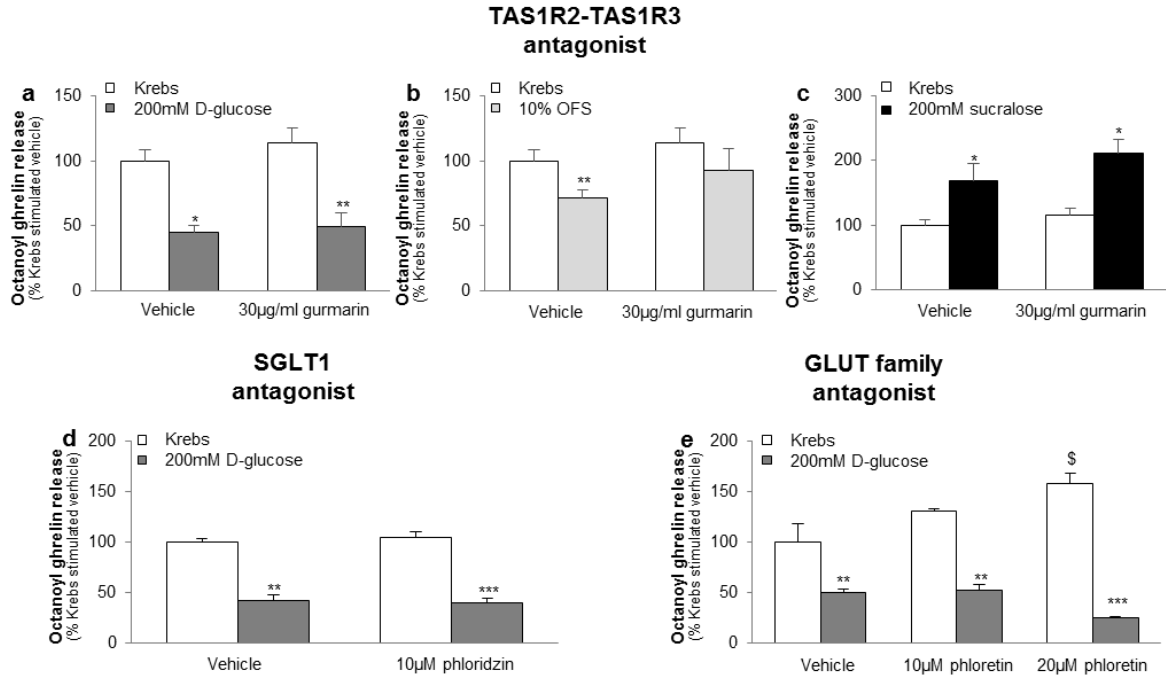 TAS1R2-TAS1R3
antagonist
a
Krebs
200mM D-glucose
Octanoyl ghrelin release
(% Krebs stimulated vehicle)
150
100
50
0
*
**
Vehicle
30µg/ml gurmarin
b
Krebs
10% OFS
Octanoyl ghrelin release
(% Krebs stimulated vehicle)
150
100
50
0
**
Vehicle
30µg/ml gurmarin
c
Krebs
200mM sucralose
Octanoyl ghrelin release
(% Krebs stimulated vehicle)
300
200
100
0
*
*
Vehicle
30µg/ml gurmarin
SGLT1
antagonist
d
Krebs
200mM D-glucose
Octanoyl ghrelin release
(% Krebs stimulated verhicle)
200
150
100
50
0
**
***
Vehicle
10µM phloridzin
GLUT family
antagonist
e
Krebs
200mM D-glucose
Octanoyl ghrelin release
(% Krebs stimulated vehicle)
200
150
100
50
0
**
**
$
***
Vehicle
10µM phloretin
20µM phloretin